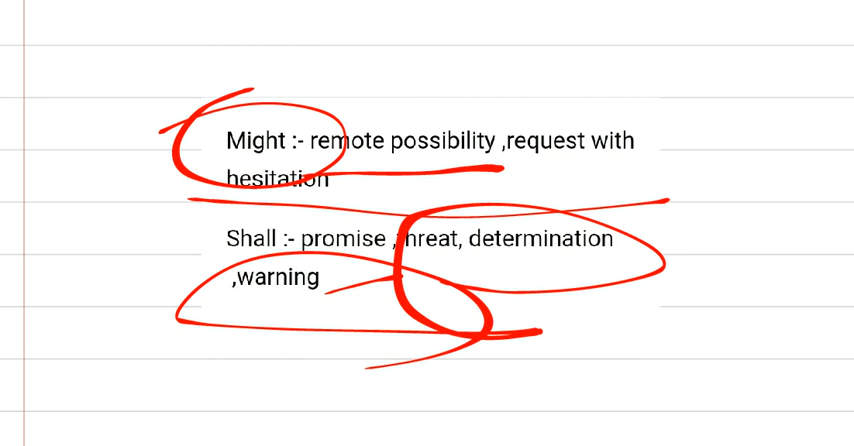 Might :- remote possibility ,request with
hesitation
Shall :- promise ,threat, determination
,warning